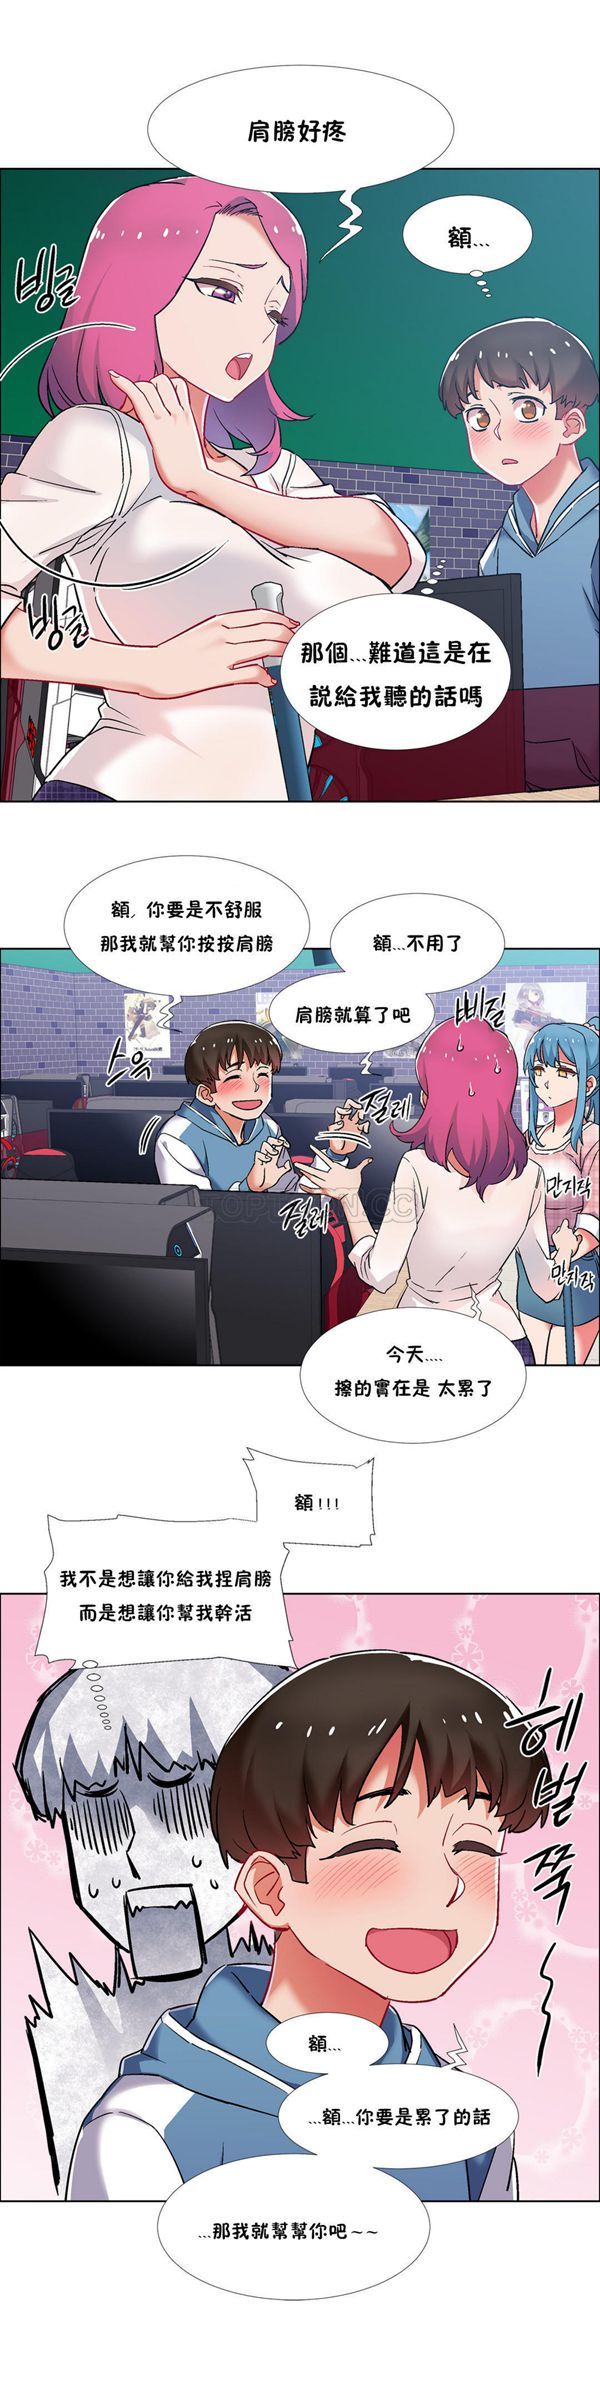 肩膀好疼
額...
빙글
빙글
那個...難道這是在
說給我聽的話嗎
額, 你要是不舒服
那我就幫你按按肩膀
額...不用了
肩膀就算了吧
스윽
삐질
절레
절레
만지작
만지작
今天....
擦的實在是 太累了
額!!!
我不是想讓你給我捏肩膀
而是想讓你幫我幹活
헤벌쭉~
額...
...額...你要是累了的話
...那我就幫幫你吧~~